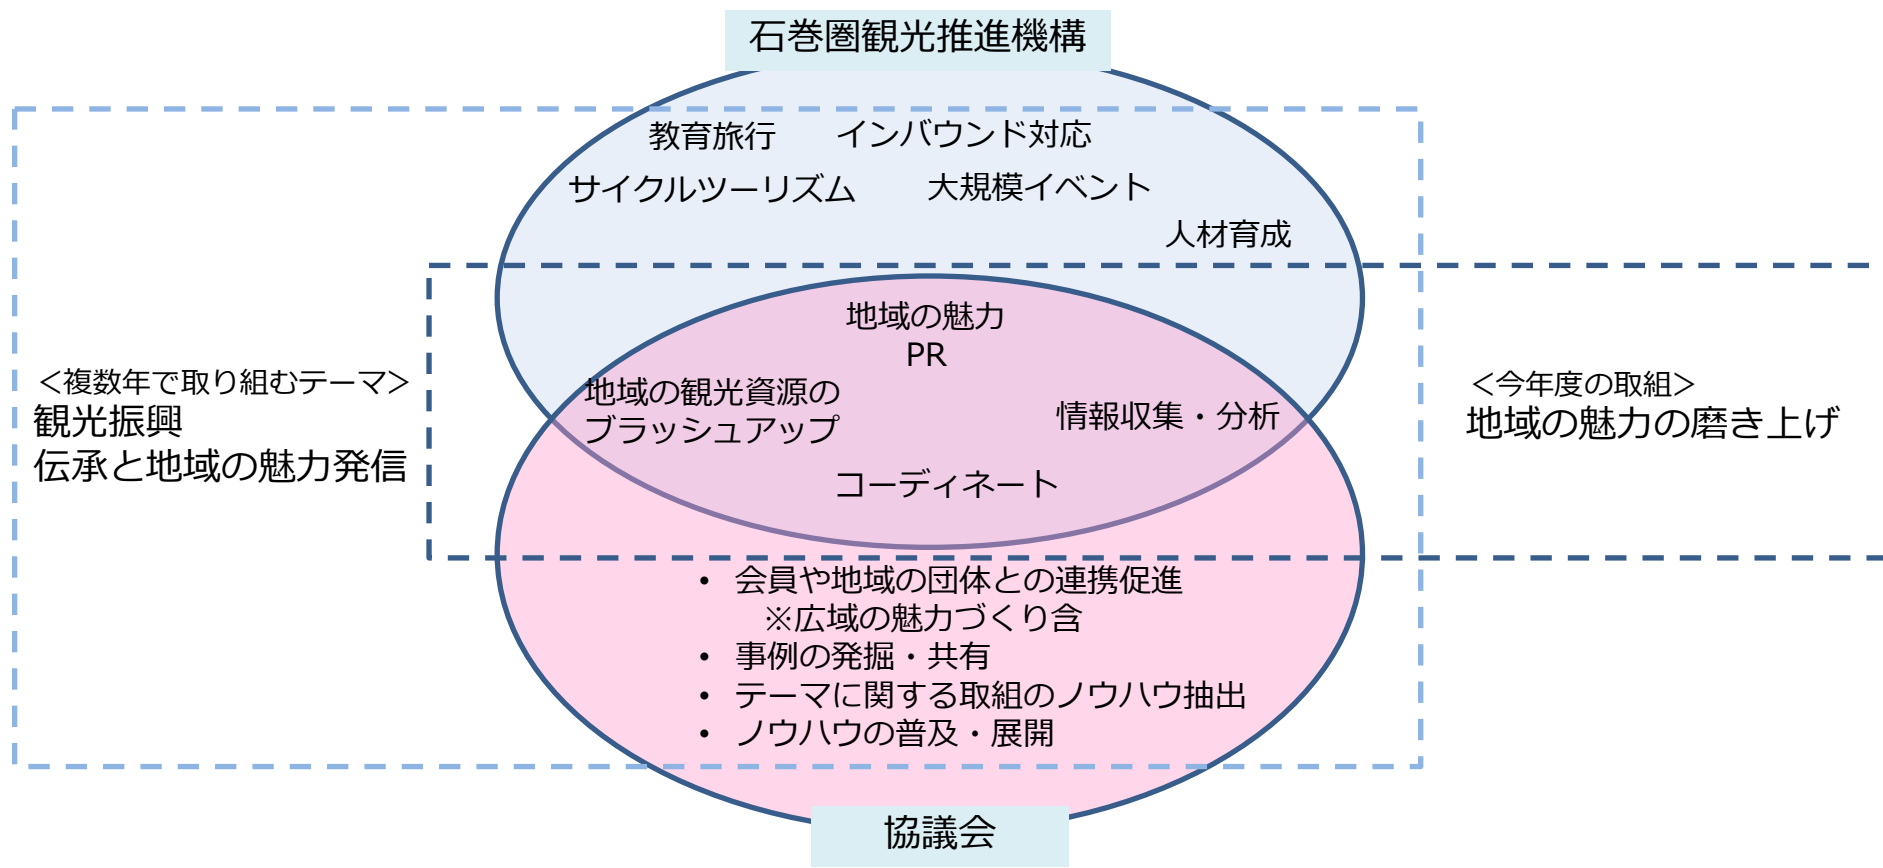 石巻圏観光推進機構
教育旅行
インバウンド対応
サイクルツーリズム
大規模イベント
人材育成
地域の魅力
PR
地域の観光資源の
ブラッシュアップ
情報収集・分析
コーディネート
＜複数年で取り組むテーマ＞
観光振興
伝承と地域の魅力発信
＜今年度の取組＞
地域の魅力の磨き上げ
• 会員や地域の団体との連携促進
※広域の魅力づくり含
• 事例の発掘・共有
• テーマに関する取組のノウハウ抽出
• ノウハウの普及・展開
協議会